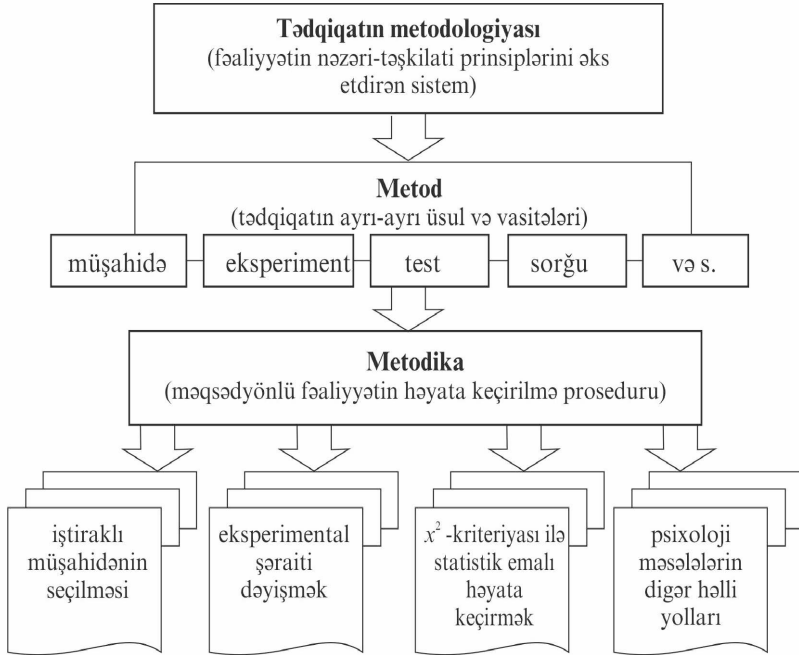 Tədqiqatın metodologiyası
(fəaliyyətin nəzəri-təşkilati prinsiplərini əks
etdirən sistem)
Metod
(tədqiqatın ayrı-ayrı üsul və vasitələri)
müşahidə
eksperiment
test
sorğu
və s.
Metodika
(məqsədyönlü fəaliyyətin həyata keçirilmə proseduru)
iştiraklı
müşahidənin
seçilməsi
eksperimental
şəraiti
dəyişmək
x² -kriteriyası ilə
statistik emalı
həyata
keçirmək
psixoloji
məsələlərin
digər həlli
yolları